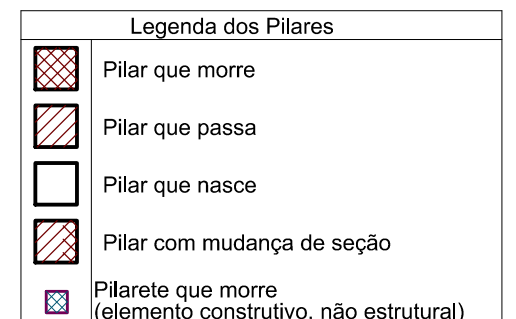 Legenda dos Pilares
Pilar que morre
Pilar que passa
Pilar que nasce
Pilar com mudança de seção
Pilarete que morre
(elemento construtivo, não estrutural)